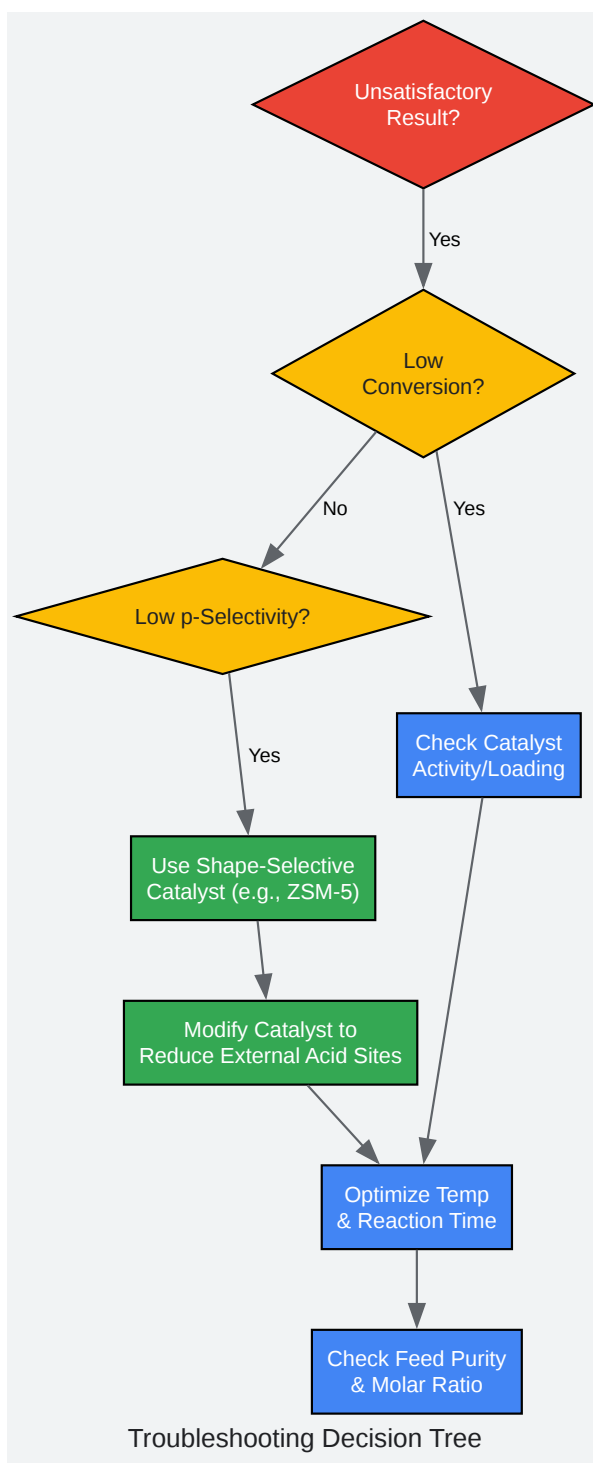 Unsatisfactory
Result?
Yes
Low
Conversion?
No
Yes
Low p-Selectivity?
Check Catalyst
Activity/Loading
Yes
Use Shape-Selective
Catalyst (e.g., ZSM-5)
Modify Catalyst to
Reduce External Acid Sites
Optimize Temp
& Reaction Time
Check Feed Purity
& Molar Ratio
Troubleshooting Decision Tree